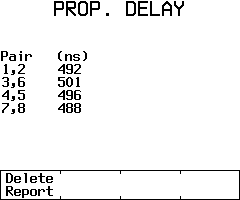 PROP. DELAY
Pair (ns)
1,2 492
3,6 501
4,5 496
7,8 488
Delete
Report